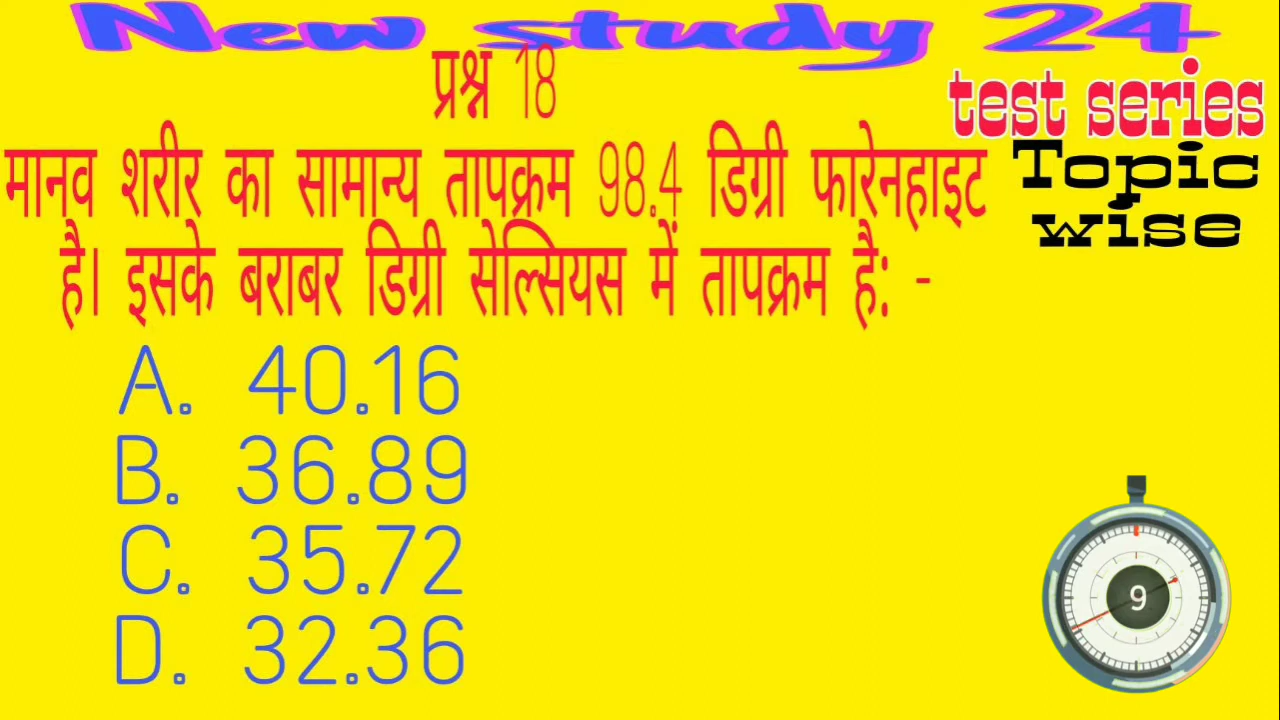 New study 24
test series
Topic
wise
प्रश्न 18
मानव शरीर का सामान्य तापक्रम 98.4 डिग्री फारेनहाइट
है। इसके बराबर डिग्री सेल्सियस में तापक्रम है: -
A. 40.16
B. 36.89
C. 35.72
D. 32.36
9